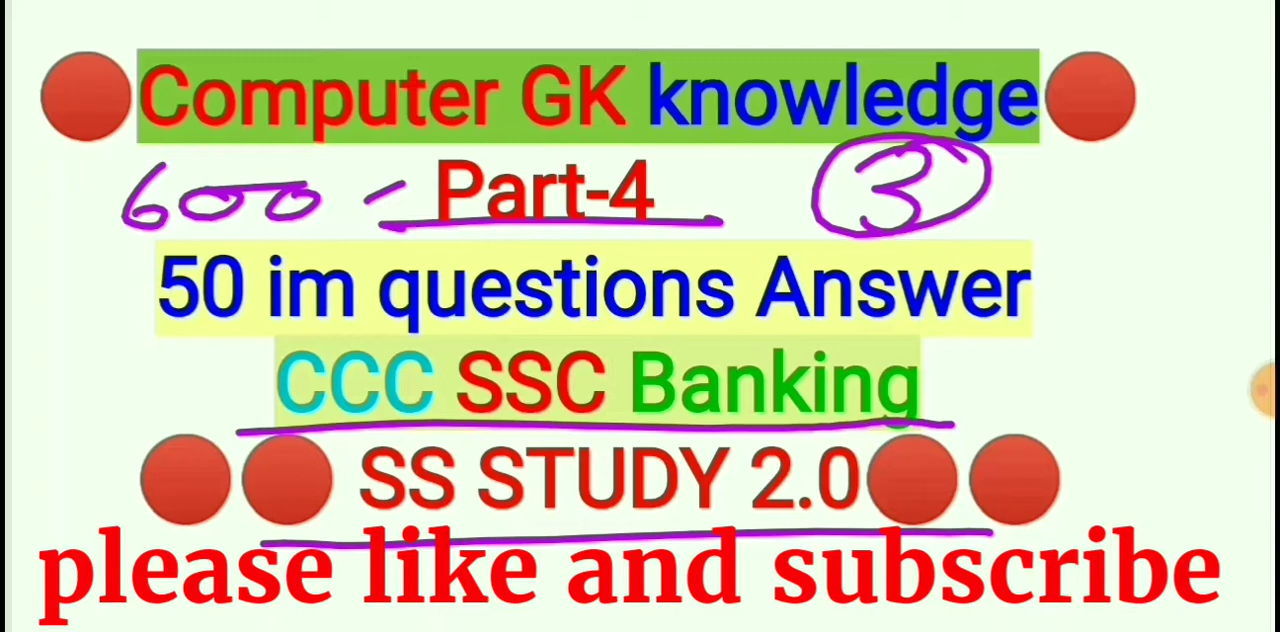 Computer GK knowledge
600 - Part-4 3
50 im questions Answer
CCC SSC Banking
SS STUDY 2.0
please like and subscribe